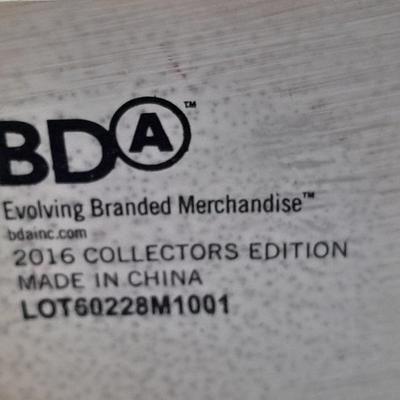 BDA™
Evolving Branded Merchandise™
bdainc.com
2016 COLLECTORS EDITION
MADE IN CHINA
LOT60228M1001